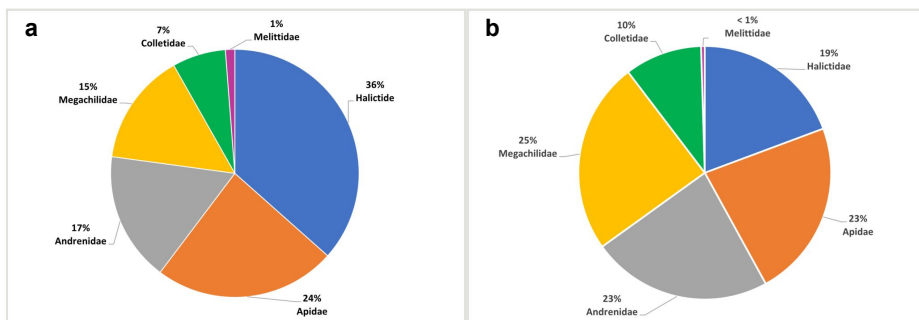 a
1%
Melittidae
7%
Colletidae
15%
Megachilidae
36%
Halictide
17%
Andrenidae
24%
Apidae
b
< 1%
Melittidae
10%
Colletidae
19%
Halictidae
25%
Megachilidae
23%
Apidae
23%
Andrenidae